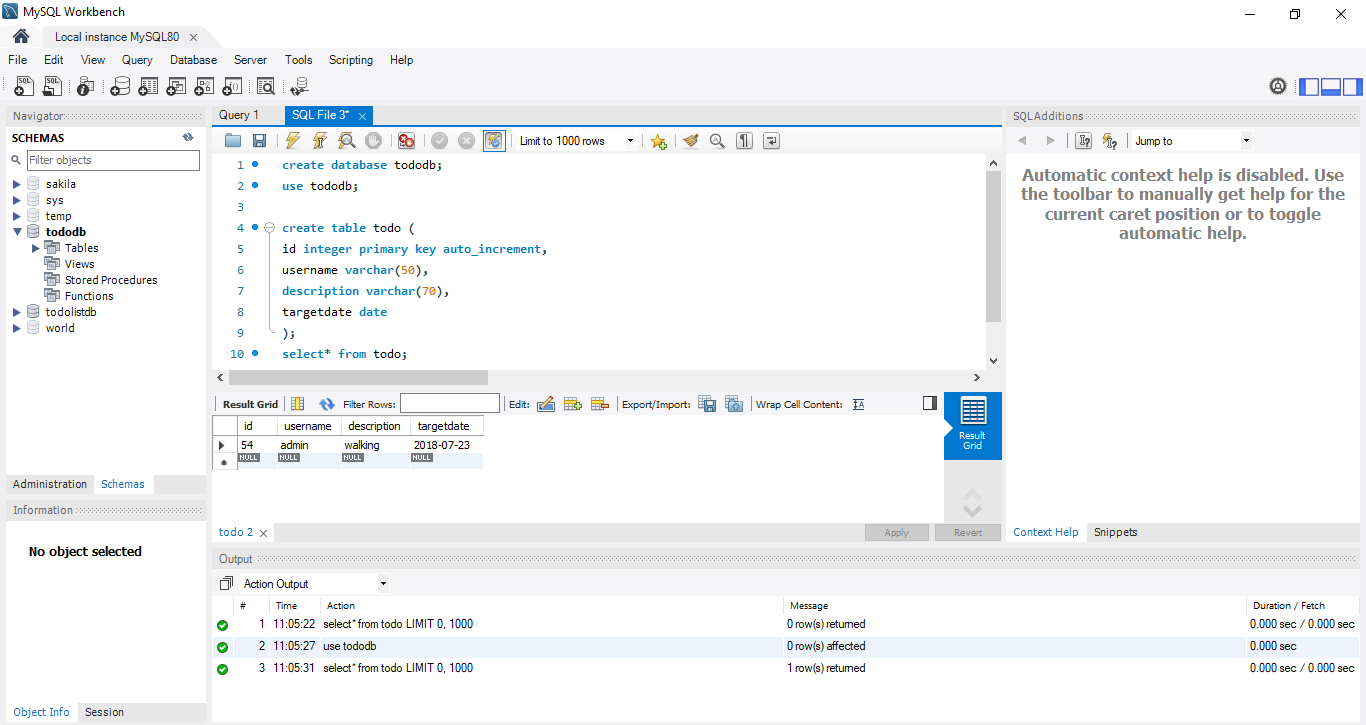 MySQL Workbench
Local instance MySQL80
File Edit View Query Database Server Tools Scripting Help
Navigator
SCHEMAS
Filter objects
sakila
sys
temp
tododb
Tables
Views
Stored Procedures
Functions
todolistdb
world
Administration Schemas
Information
No object selected
Object Info Session
Query 1 SQL File 3*
Limit to 1000 rows
1 create database tododb;
2 use tododb;
3
4 create table todo (
5 id integer primary key auto_increment,
6 username varchar(50),
7 description varchar(70),
8 targetdate date
9 );
10 select* from todo;
Result Grid Filter Rows: Edit: Export/Import: Wrap Cell Content:
id username description targetdate
54 admin walking 2018-07-23
NULL NULL NULL NULL
Result
Grid
todo 2 Apply Revert
SQLAdditions
Jump to
Automatic context help is disabled. Use
the toolbar to manually get help for the
current caret position or to toggle
automatic help.
Context Help Snippets
Output
Action Output
# Time Action Message Duration / Fetch
1 11:05:22 select* from todo LIMIT 0, 1000 0 row(s) returned 0.000 sec / 0.000 sec
2 11:05:27 use tododb 0 row(s) affected 0.000 sec
3 11:05:31 select* from todo LIMIT 0, 1000 1 row(s) returned 0.000 sec / 0.000 sec